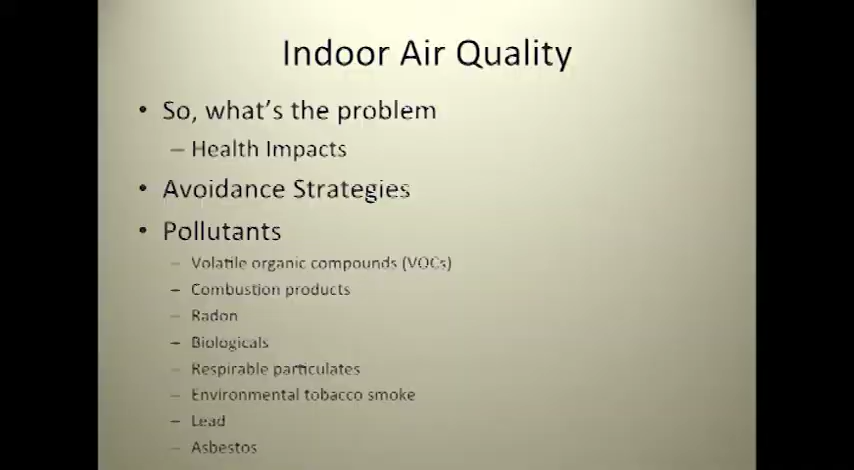 Indoor Air Quality
• So, what's the problem
– Health Impacts
• Avoidance Strategies
• Pollutants
– Volatile organic compounds (VOCs)
– Combustion products
– Radon
– Biologicals
– Respirable particulates
– Environmental tobacco smoke
– Lead
– Asbestos